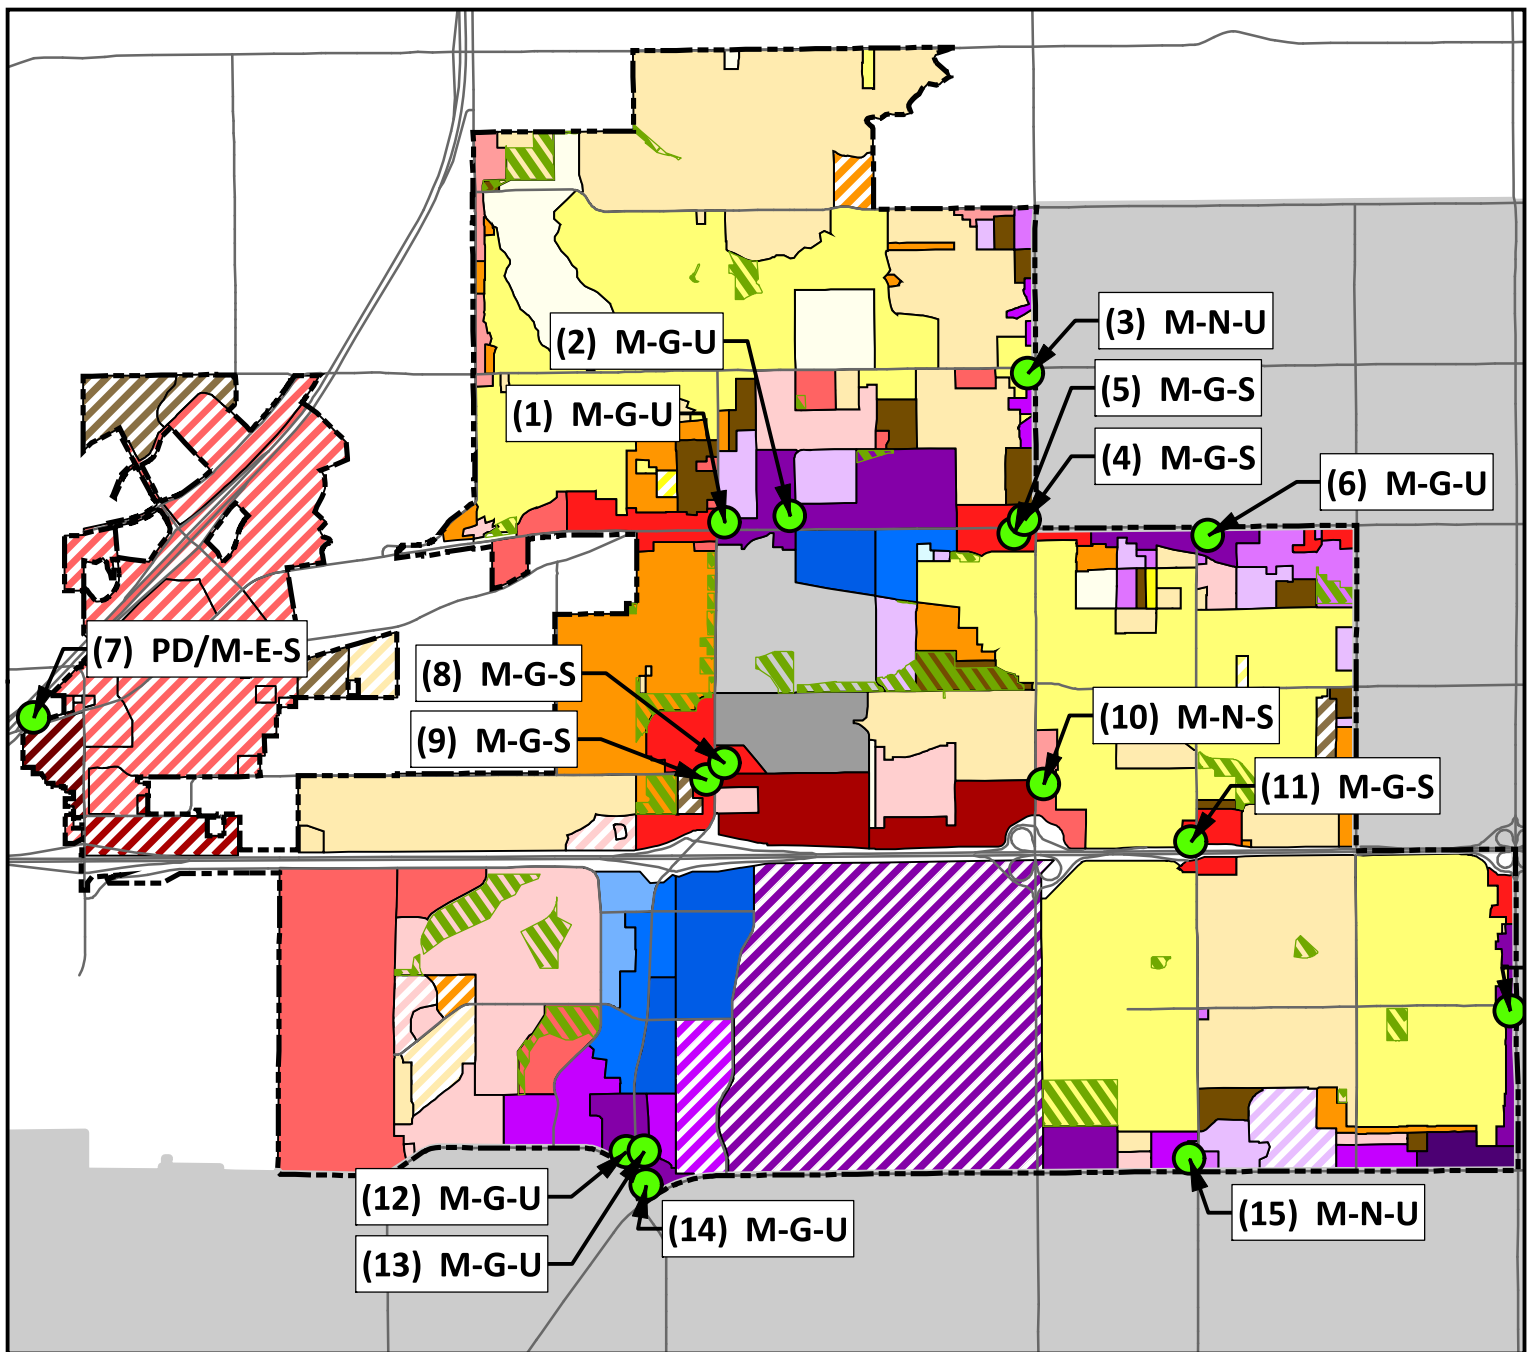 (3) M-N-U
(2) M-G-U
(5) M-G-S
(1) M-G-U
(4) M-G-S
(6) M-G-U
(7) PD/M-E-S
(8) M-G-S
(10) M-N-S
(9) M-G-S
(11) M-G-S
(12) M-G-U
(15) M-N-U
(14) M-G-U
(13) M-G-U